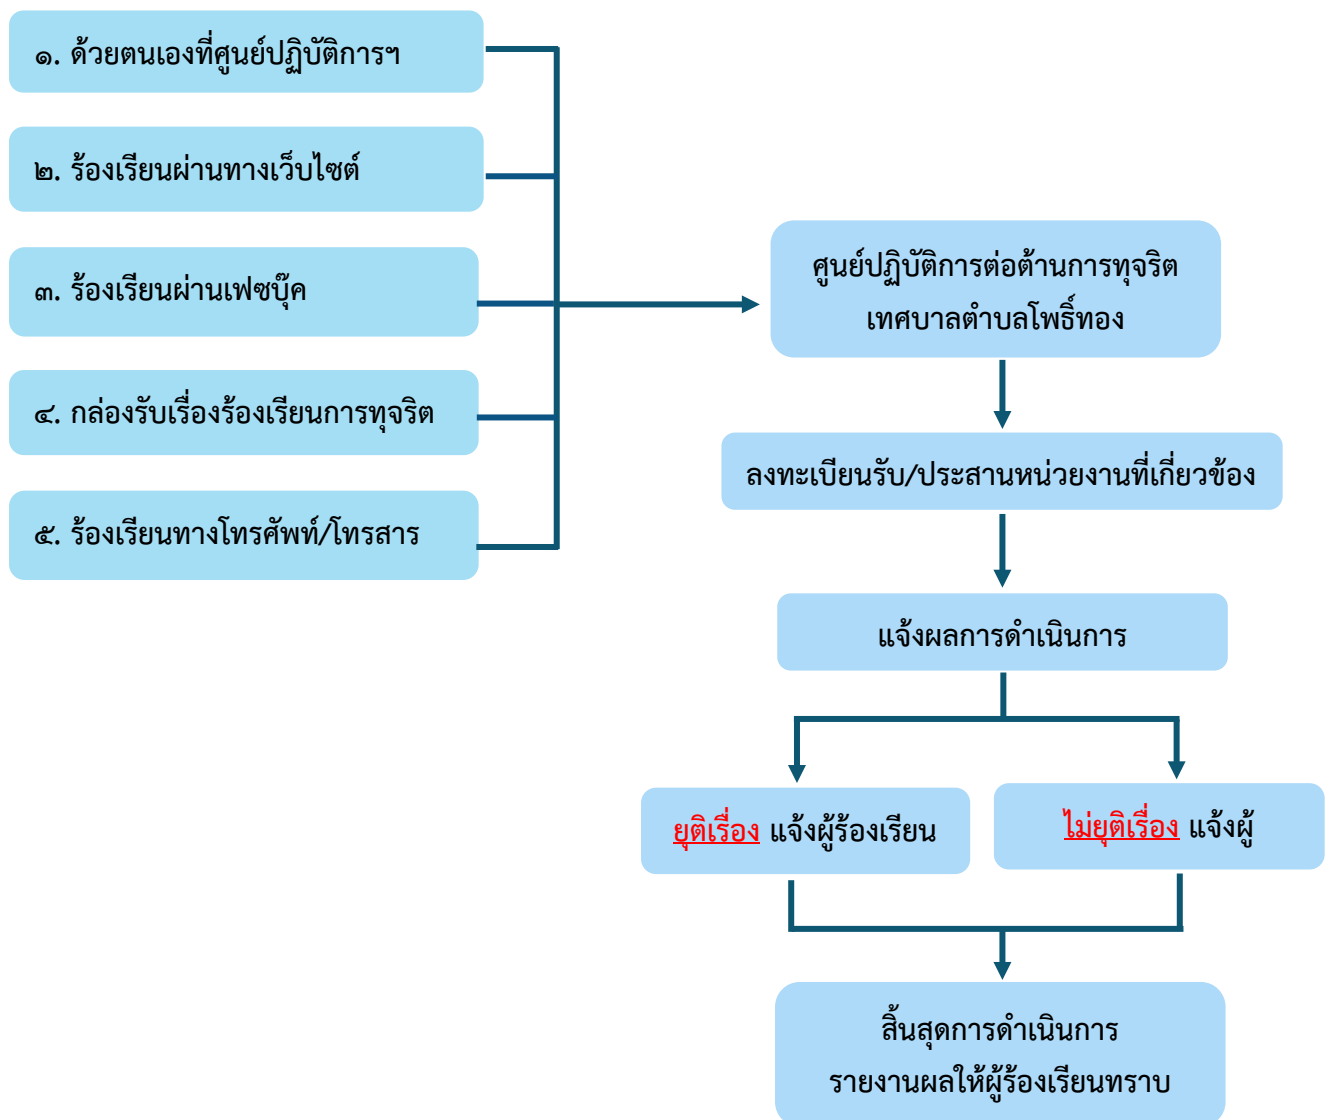 ๑. ด้วยตนเองที่ศูนย์ปฏิบัติการฯ
๒. ร้องเรียนผ่านทางเว็บไซต์
๓. ร้องเรียนผ่านเฟซบุ๊ค
๔. กล่องรับเรื่องร้องเรียนการทุจริต
๕. ร้องเรียนทางโทรศัพท์/โทรสาร
ศูนย์ปฏิบัติการต่อต้านการทุจริต
เทศบาลตำบลโพธิ์ทอง
ลงทะเบียนรับ/ประสานหน่วยงานที่เกี่ยวข้อง
แจ้งผลการดำเนินการ
ยุติเรื่อง แจ้งผู้ร้องเรียน
ไม่ยุติเรื่อง แจ้งผู้
สิ้นสุดการดำเนินการ
รายงานผลให้ผู้ร้องเรียนทราบ